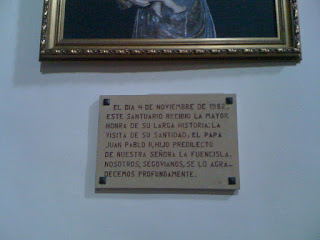 EL DIA 4 DE NOVIEMBRE DE 1982..
ESTE SANTUARIO RECIBIO LA MAYOR
HONRA DE SU LARGA HISTORIA: LA
VISITA DE SU SANTIDAD, EL PAPA
JUAN PABLO II, HIJO PREDILECTO
DE NUESTRA SEÑORA LA FUENCISLA.
NOSOTROS, SEGOVIANOS, SE LO AGRA-
DECEMOS PROFUNDAMENTE.